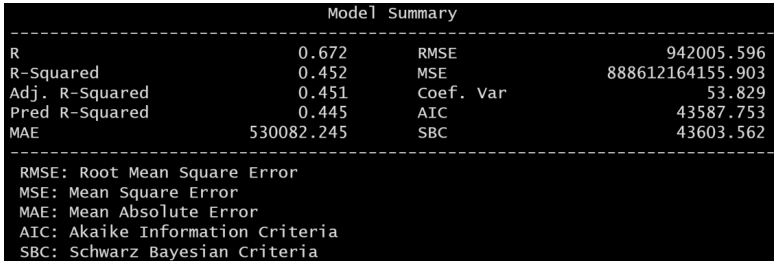 Model Summary
-----------------------------------------------------------------------------
R 0.672 RMSE 942005.596
R-Squared 0.452 MSE 888612164155.903
Adj. R-Squared 0.451 Coef. Var 53.829
Pred R-Squared 0.445 AIC 43587.753
MAE 530082.245 SBC 43603.562
-----------------------------------------------------------------------------
RMSE: Root Mean Square Error
MSE: Mean Square Error
MAE: Mean Absolute Error
AIC: Akaike Information Criteria
SBC: Schwarz Bayesian Criteria